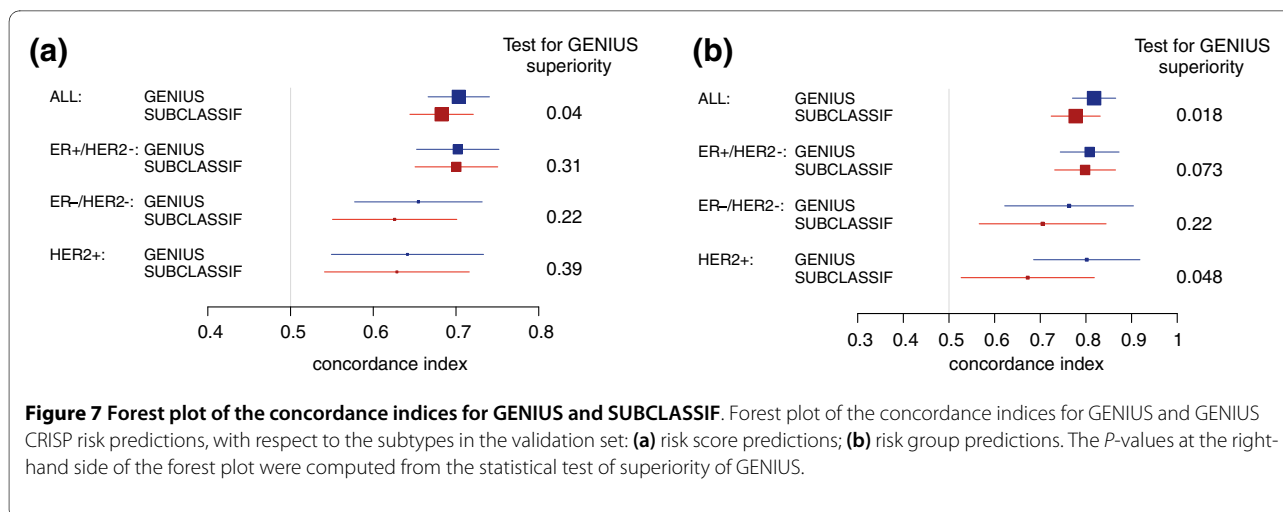 (a)
Test for GENIUS
superiority
ALL: GENIUS
SUBCLASSIF 0.04
ER+/HER2-: GENIUS
SUBCLASSIF 0.31
ER–/HER2-: GENIUS
SUBCLASSIF 0.22
HER2+: GENIUS
SUBCLASSIF 0.39
0.4 0.5 0.6 0.7 0.8
concordance index
(b)
Test for GENIUS
superiority
ALL: GENIUS
SUBCLASSIF 0.018
ER+/HER2-: GENIUS
SUBCLASSIF 0.073
ER–/HER2-: GENIUS
SUBCLASSIF 0.22
HER2+: GENIUS
SUBCLASSIF 0.048
0.3 0.4 0.5 0.6 0.7 0.8 0.9 1
concordance index
Figure 7 Forest plot of the concordance indices for GENIUS and SUBCLASSIF. Forest plot of the concordance indices for GENIUS and GENIUS
CRISP risk predictions, with respect to the subtypes in the validation set: (a) risk score predictions; (b) risk group predictions. The P-values at the right-
hand side of the forest plot were computed from the statistical test of superiority of GENIUS.